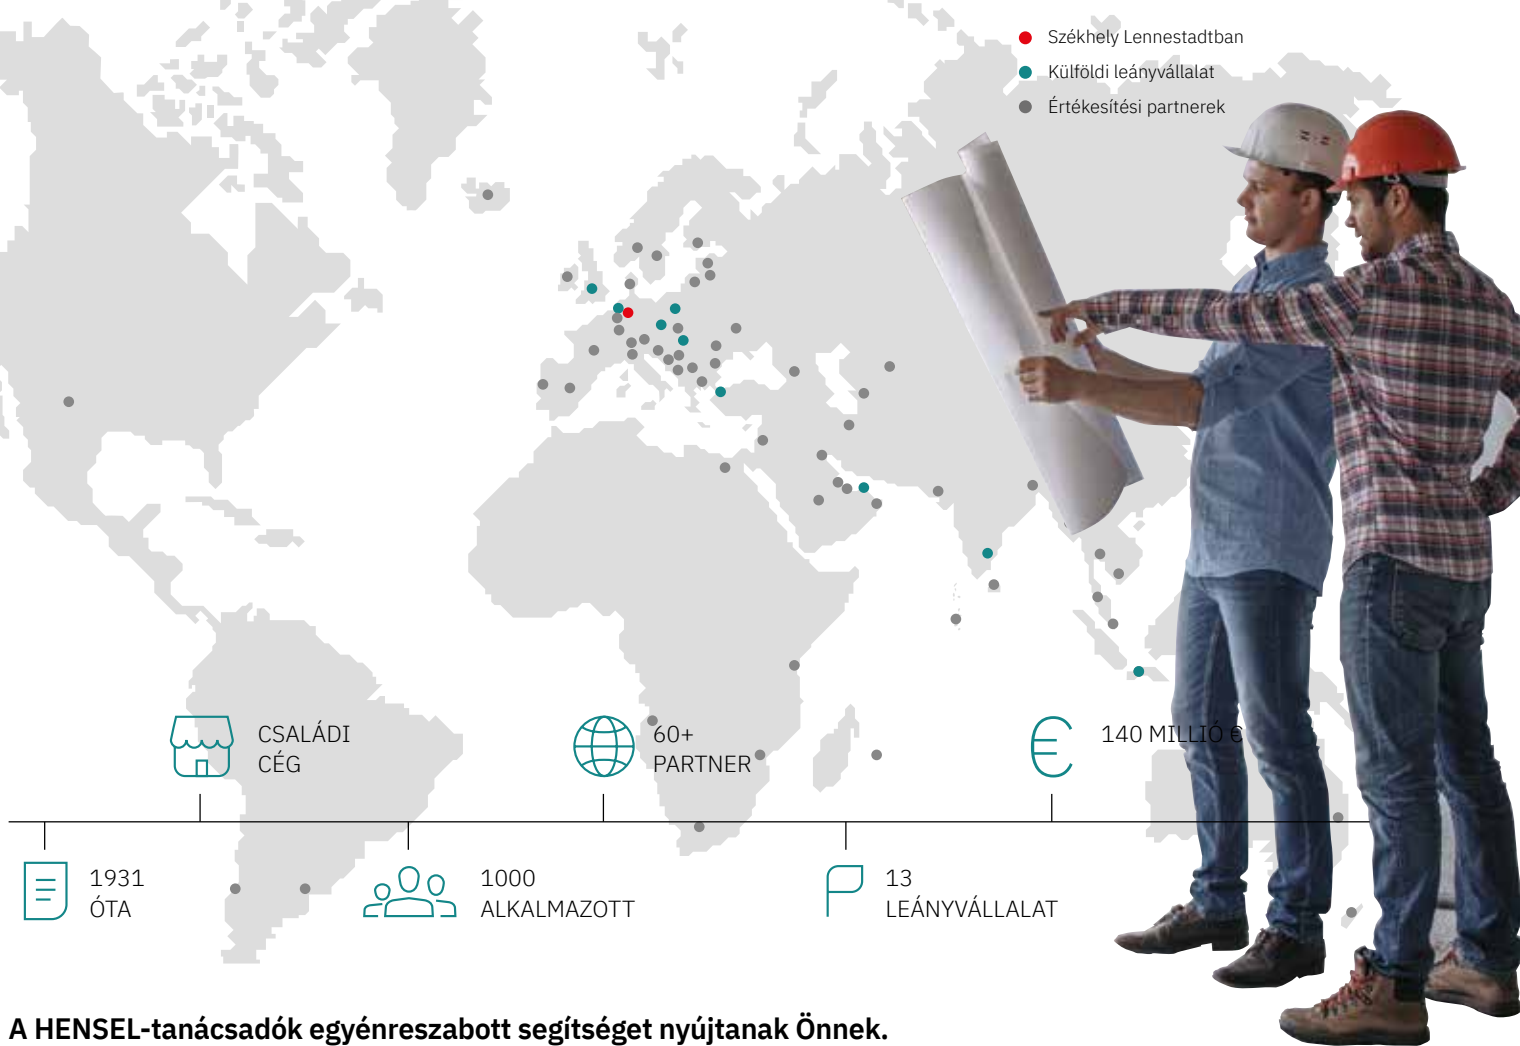 Székhely Lennestadtban
Külföldi leányvállalat
Értékesítési partnerek
CSALÁDI
CÉG
60+
PARTNER
140 MILLIÓ €
1931
ÓTA
1000
ALKALMAZOTT
13
LEÁNYVÁLLALAT
A HENSEL-tanácsadók egyénreszabott segítséget nyújtanak Önnek.